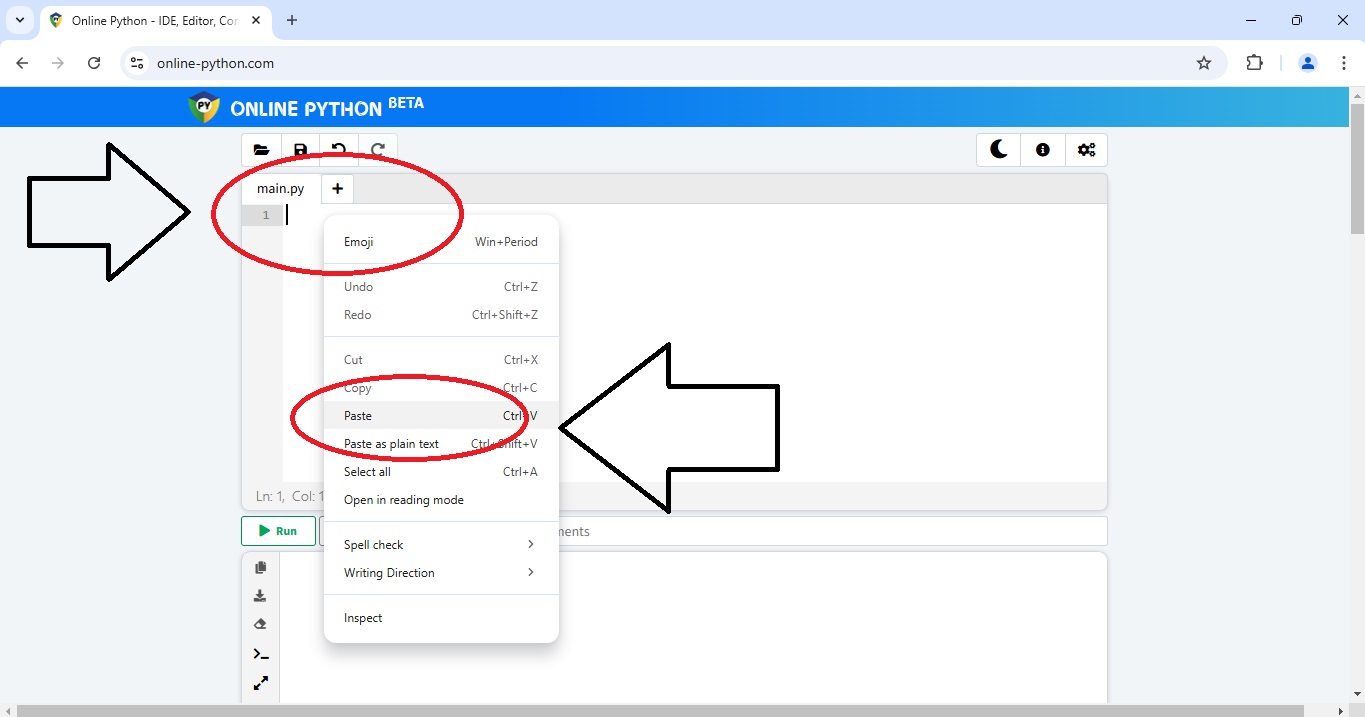 Online Python - IDE, Editor, Con
online-python.com
PY ONLINE PYTHON BETA
main.py +
1
Emoji Win+Period
Undo Ctrl+Z
Redo Ctrl+Shift+Z
Cut Ctrl+X
Copy Ctrl+C
Paste Ctrl+V
Paste as plain text Ctrl+Shift+V
Select all Ctrl+A
Ln: 1, Col: 1
Open in reading mode
Run
ments
Spell check
Writing Direction
Inspect